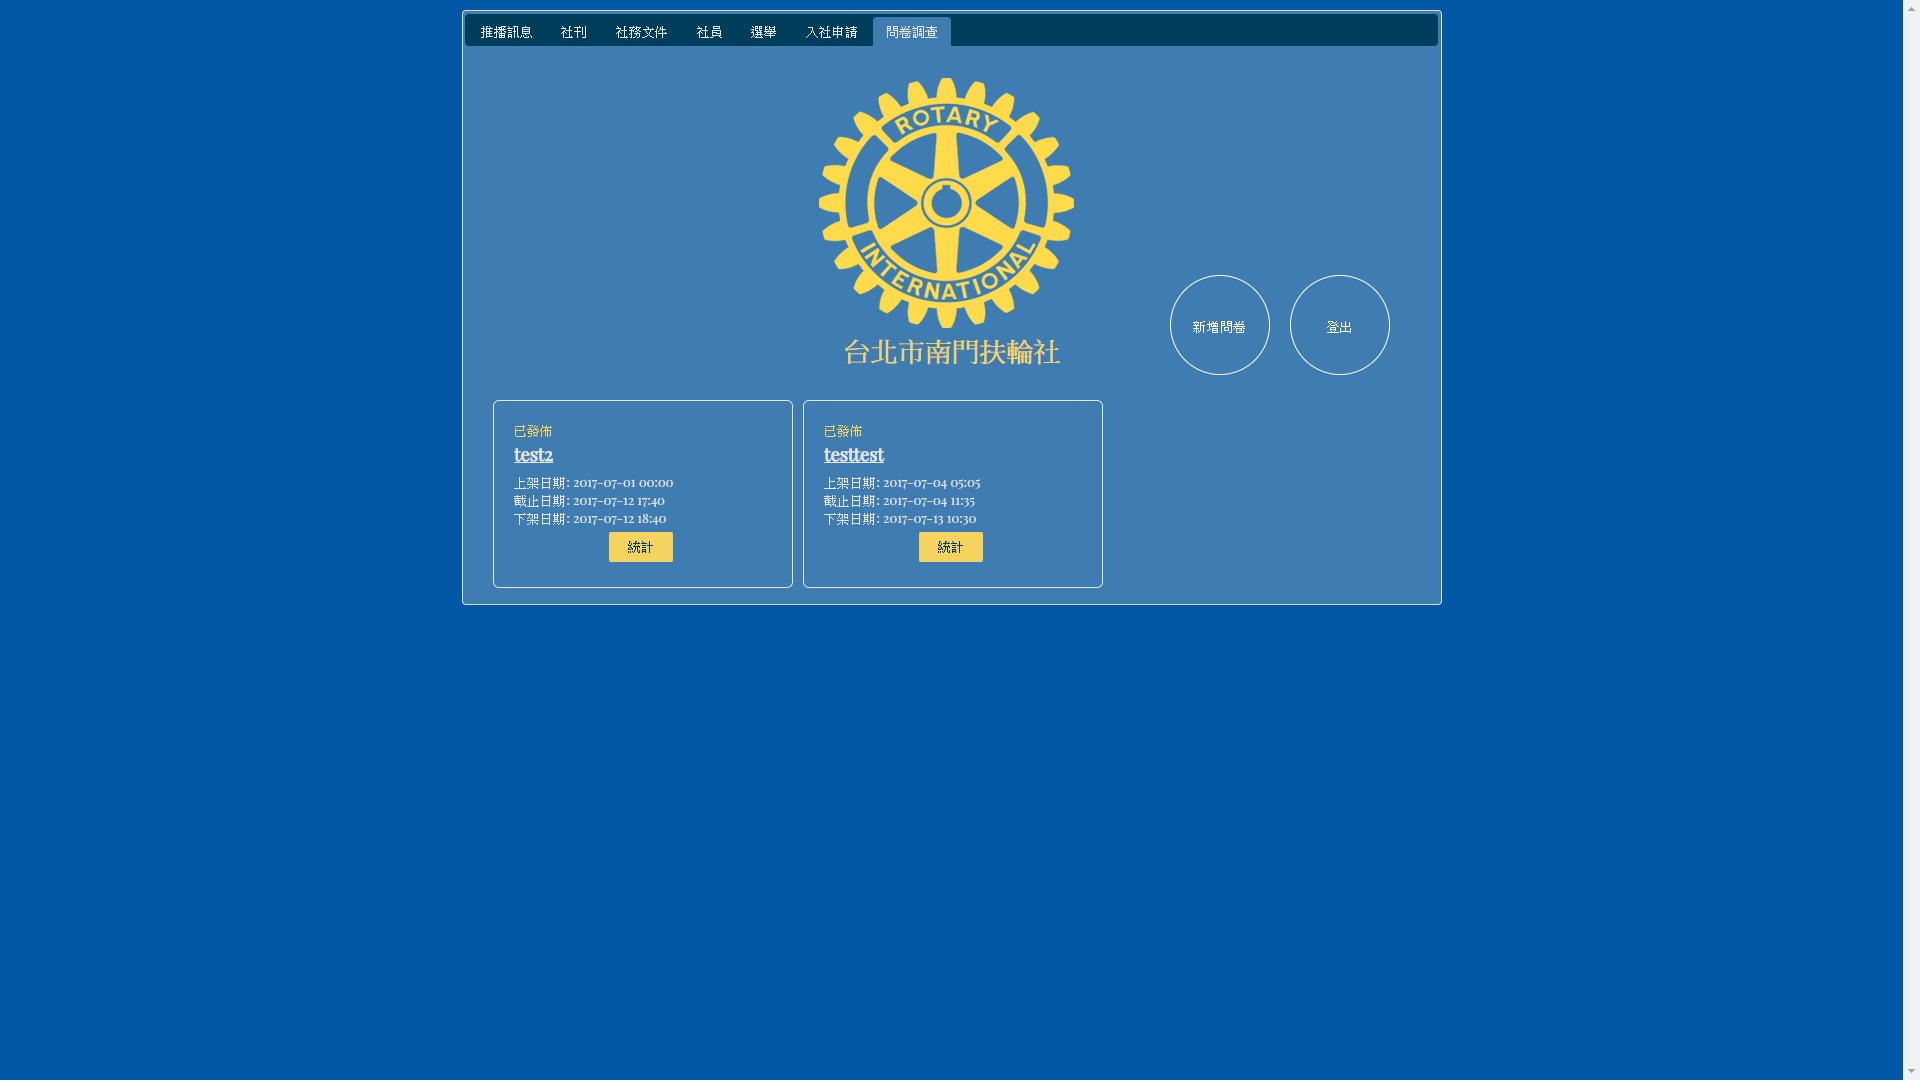 推播訊息 社刊 社務文件 社員 選舉 入社申請 問卷調查
ROTARY
INTERNATIONAL
台北市南門扶輪社
新增問卷 登出
已發佈
test2
上架日期: 2017-07-01 00:00
截止日期: 2017-07-12 17:40
下架日期: 2017-07-12 18:40
統計
已發佈
testtest
上架日期: 2017-07-04 05:05
截止日期: 2017-07-04 11:35
下架日期: 2017-07-13 10:30
統計